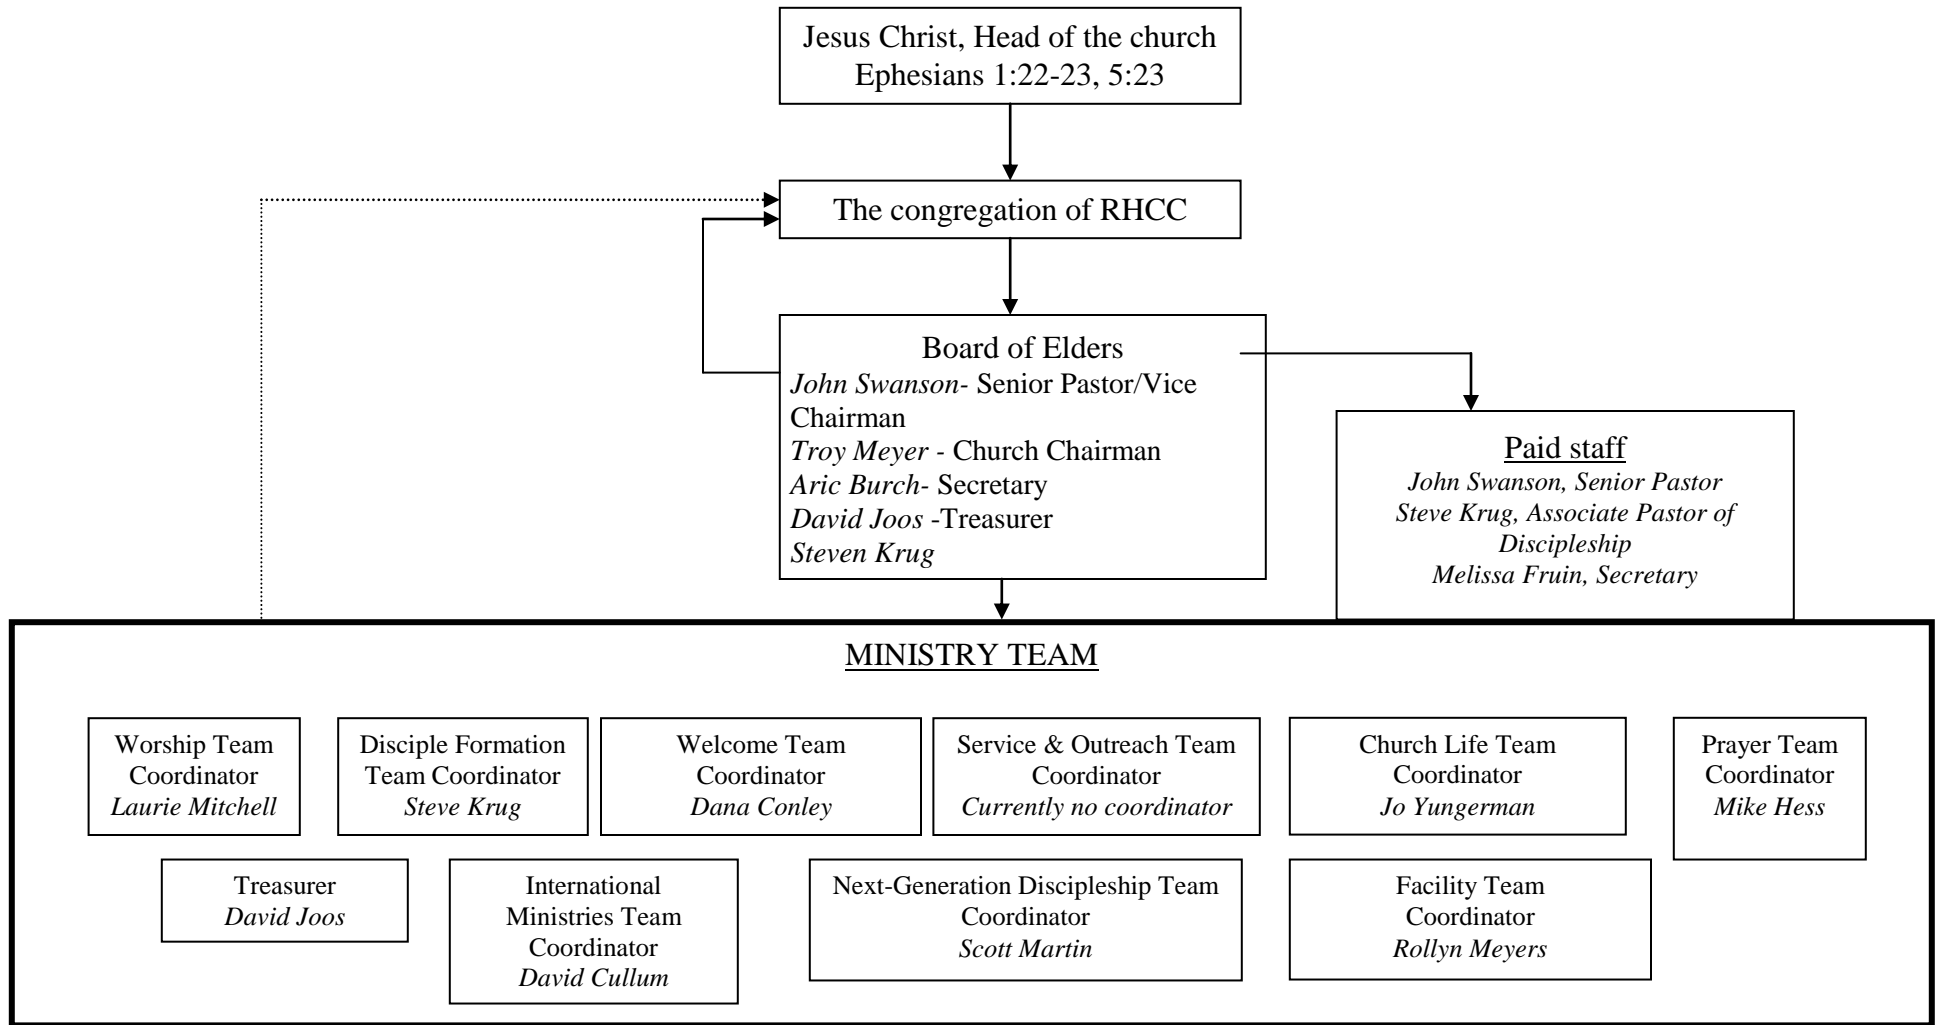 Jesus Christ, Head of the church
Ephesians 1:22-23, 5:23
The congregation of RHCC
Board of Elders
John Swanson- Senior Pastor/Vice
Chairman
Troy Meyer - Church Chairman
Aric Burch- Secretary
David Joos -Treasurer
Steven Krug
Paid staff
John Swanson, Senior Pastor
Steve Krug, Associate Pastor of
Discipleship
Melissa Fruin, Secretary
MINISTRY TEAM
Worship Team
Coordinator
Laurie Mitchell
Disciple Formation
Team Coordinator
Steve Krug
Welcome Team
Coordinator
Dana Conley
Service & Outreach Team
Coordinator
Currently no coordinator
Church Life Team
Coordinator
Jo Yungerman
Prayer Team
Coordinator
Mike Hess
Treasurer
David Joos
International
Ministries Team
Coordinator
David Cullum
Next-Generation Discipleship Team
Coordinator
Scott Martin
Facility Team
Coordinator
Rollyn Meyers